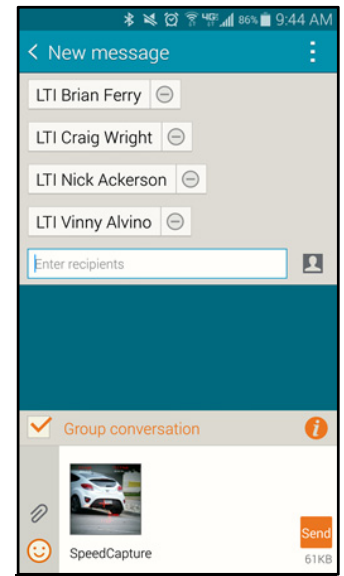 86% 9:44 AM
New message
LTI Brian Ferry
LTI Craig Wright
LTI Nick Ackerson
LTI Vinny Alvino
Enter recipients
Group conversation
SpeedCapture
Send
61KB